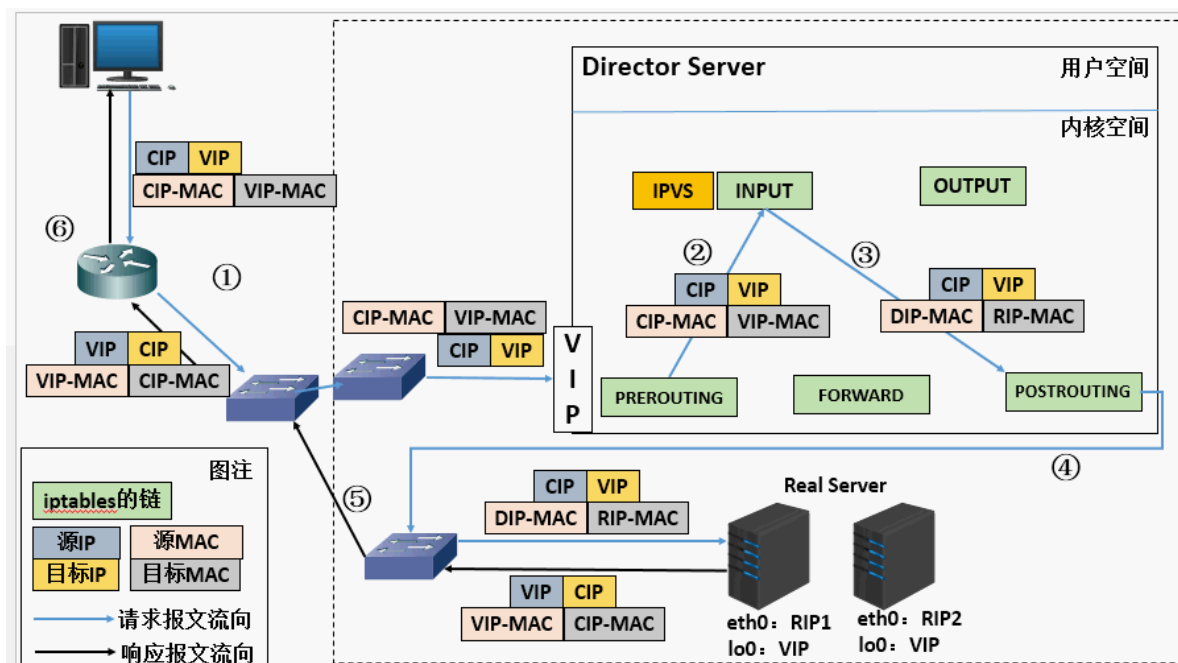 Director Server
用户空间
内核空间
CIP VIP
CIP-MAC VIP-MAC
IPVS INPUT
OUTPUT
⑥
①
②
③
CIP VIP
CIP-MAC VIP-MAC
CIP VIP
DIP-MAC RIP-MAC
CIP-MAC VIP-MAC
CIP VIP
VIP CIP
VIP-MAC CIP-MAC
V
I
P
PREROUTING
FORWARD
POSTROUTING
④
⑤
图注
iptables的链
源IP 源MAC
目标IP 目标MAC
请求报文流向
响应报文流向
CIP VIP
DIP-MAC RIP-MAC
VIP CIP
VIP-MAC CIP-MAC
Real Server
eth0：RIP1
lo0：VIP
eth0：RIP2
lo0：VIP